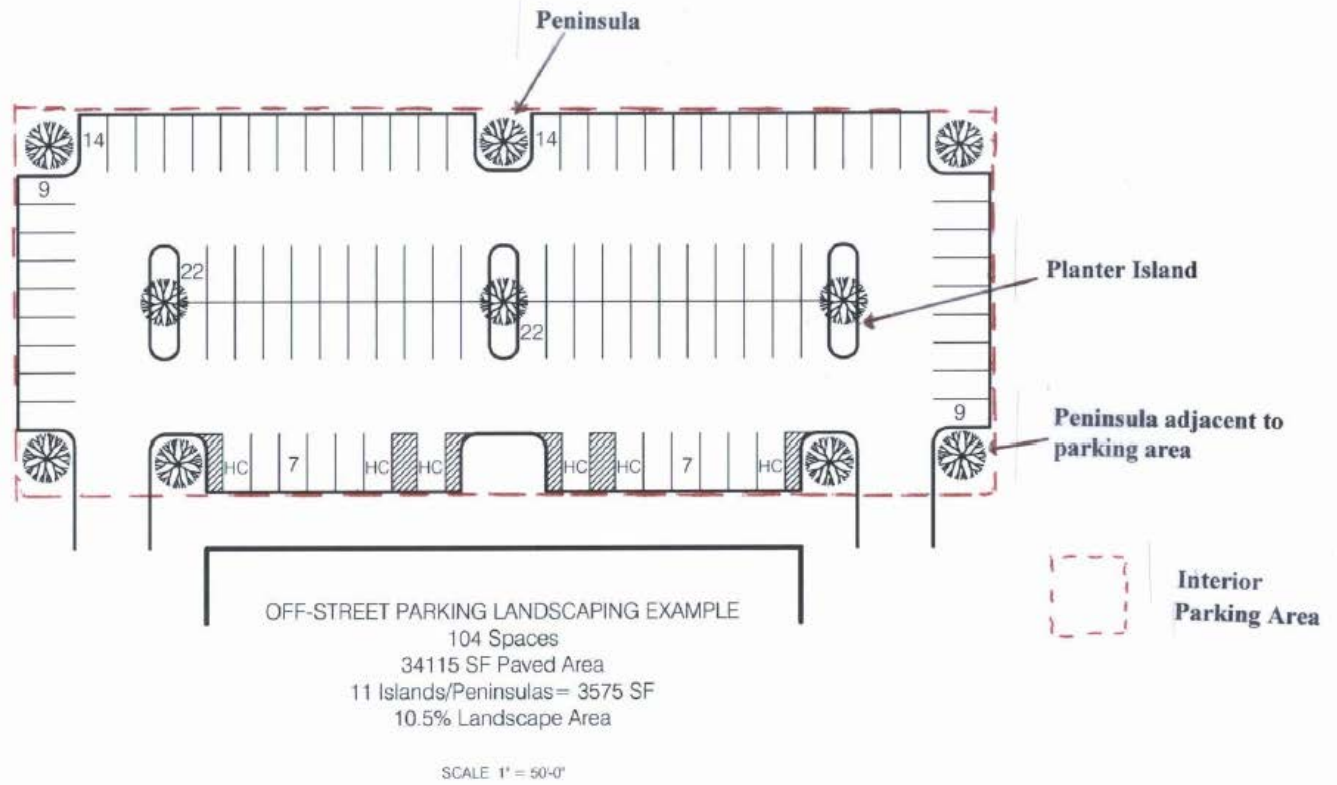 Peninsula
14
14
9
22
Planter Island
22
9
Peninsula adjacent to
parking area
HC
7
HC
HC
HC
HC
7
HC
Interior
Parking Area
OFF-STREET PARKING LANDSCAPING EXAMPLE
104 Spaces
34115 SF Paved Area
11 Islands/Peninsulas= 3575 SF
10.5% Landscape Area
SCALE 1" = 50'-0"